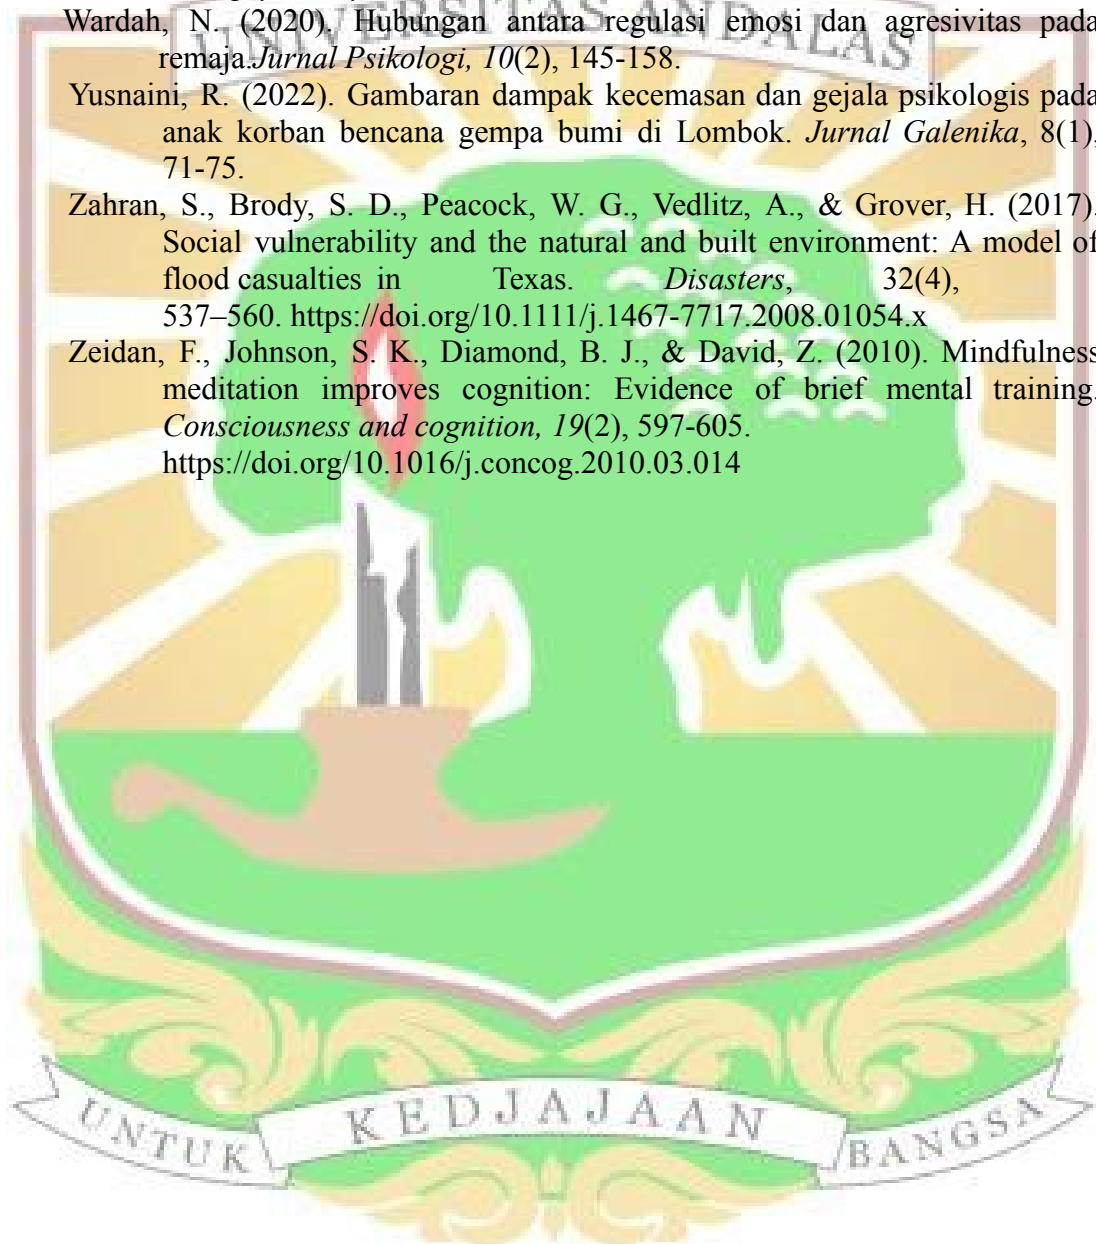 UNIVERSITAS ANDALAS
Wardah, N. (2020). Hubungan antara regulasi emosi dan agresivitas pada
remaja..Jurnal Psikologi, 10(2), 145-158.
Yusnaini, R. (2022). Gambaran dampak kecemasan dan gejala psikologis pada
anak korban bencana gempa bumi di Lombok. Jurnal Galenika, 8(1),
71-75.
Zahran, S., Brody, S. D., Peacock, W. G., Vedlitz, A., & Grover, H. (2017).
Social vulnerability and the natural and built environment: A model of
flood casualties in Texas. Disasters, 32(4),
537–560. https://doi.org/10.1111/j.1467-7717.2008.01054.x
Zeidan, F., Johnson, S. K., Diamond, B. J., & David, Z. (2010). Mindfulness
meditation improves cognition: Evidence of brief mental training.
Consciousness and cognition, 19(2), 597-605.
https://doi.org/10.1016/j.concog.2010.03.014
UNTUK KEDJAJAAN BANGSA